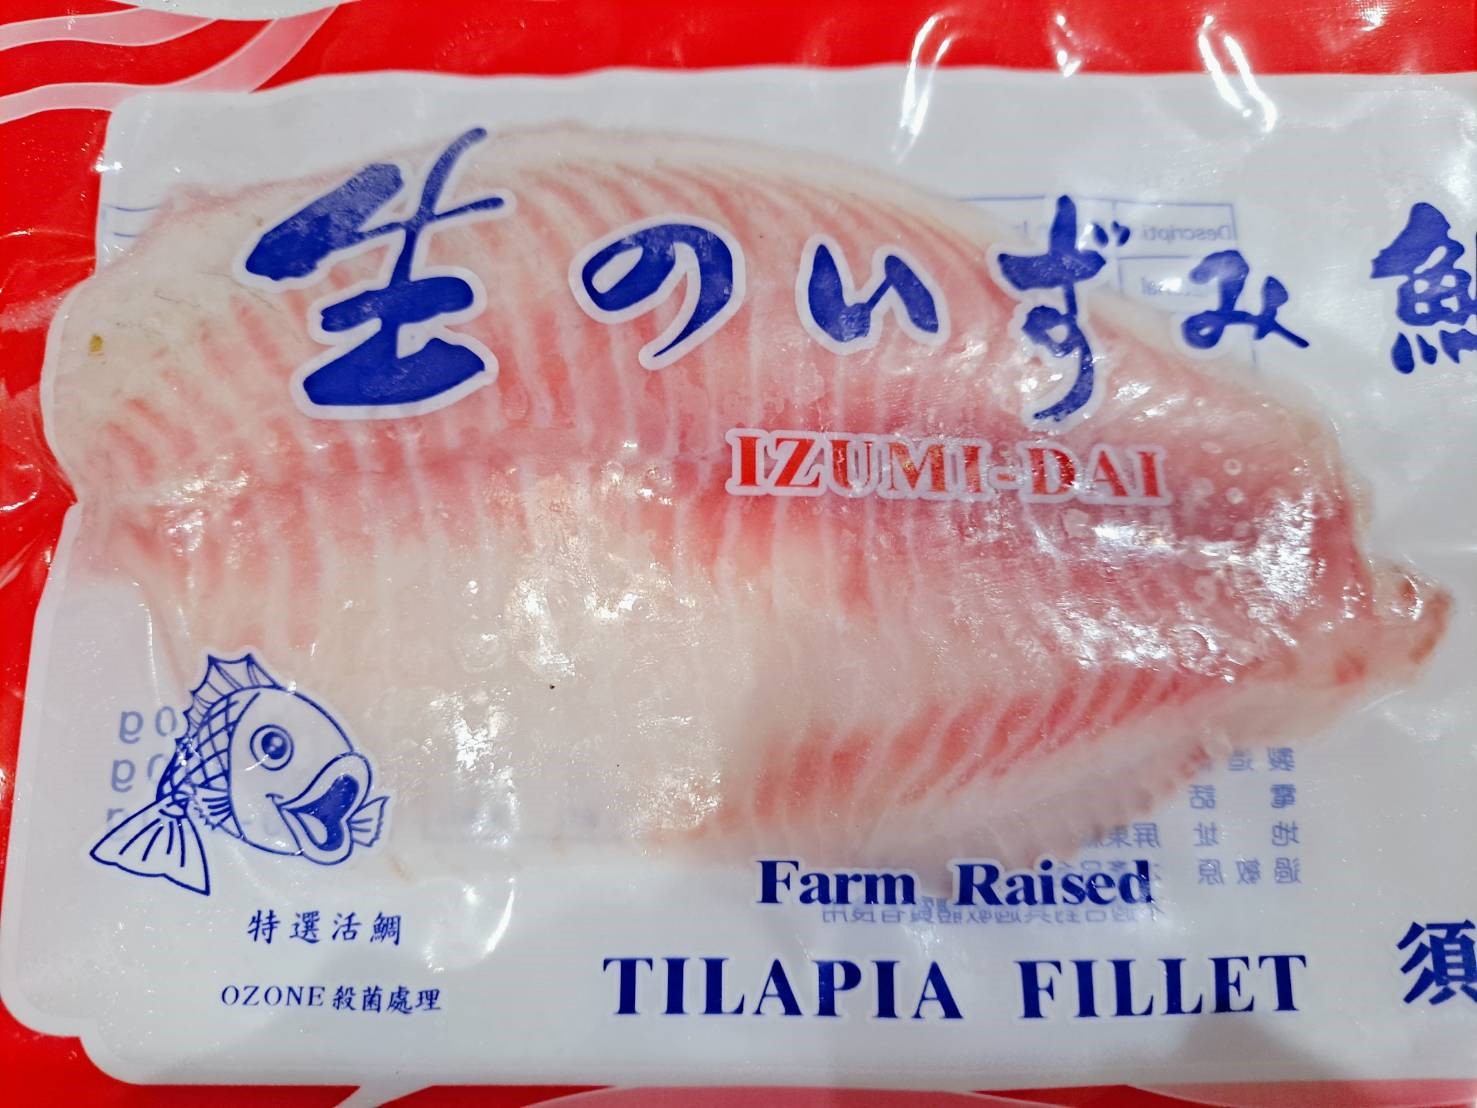 生のいずみ鯛
IZUMI-DAI
Farm Raised
TILAPIA FILLET 須
特選活鯛
OZONE殺菌處理